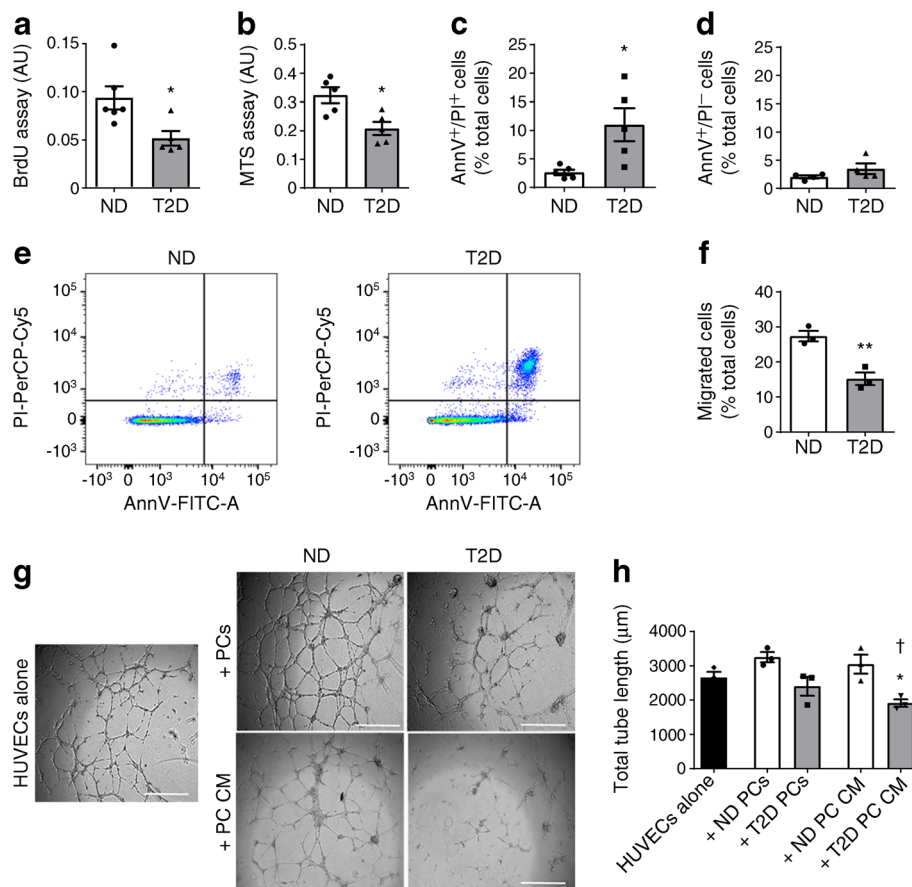 a
BrdU assay (AU)
0.15
0.10
0.05
0
*
ND
T2D
b
MTS assay (AU)
0.5
0.4
0.3
0.2
0.1
0
*
ND
T2D
c
AnnV+/PI+ cells
(% total cells)
25
20
15
10
5
0
*
ND
T2D
d
AnnV+/PI− cells
(% total cells)
25
20
15
10
5
0
ND
T2D
e
ND
PI-PerCP-Cy5
10⁵
10⁴
10³
0
-10³
-10³ 0 10³ 10⁴ 10⁵
AnnV-FITC-A
T2D
PI-PerCP-Cy5
10⁵
10⁴
10³
0
-10³
-10³ 0 10³ 10⁴ 10⁵
AnnV-FITC-A
f
Migrated cells
(% total cells)
40
30
20
10
0
**
ND
T2D
g
HUVECs alone
ND
T2D
+ PCs
+ PC CM
h
Total tube length (μm)
4000
3000
2000
1000
0
†
*
HUVECs alone
+ ND PCs
+ T2D PCs
+ ND PC CM
+ T2D PC CM